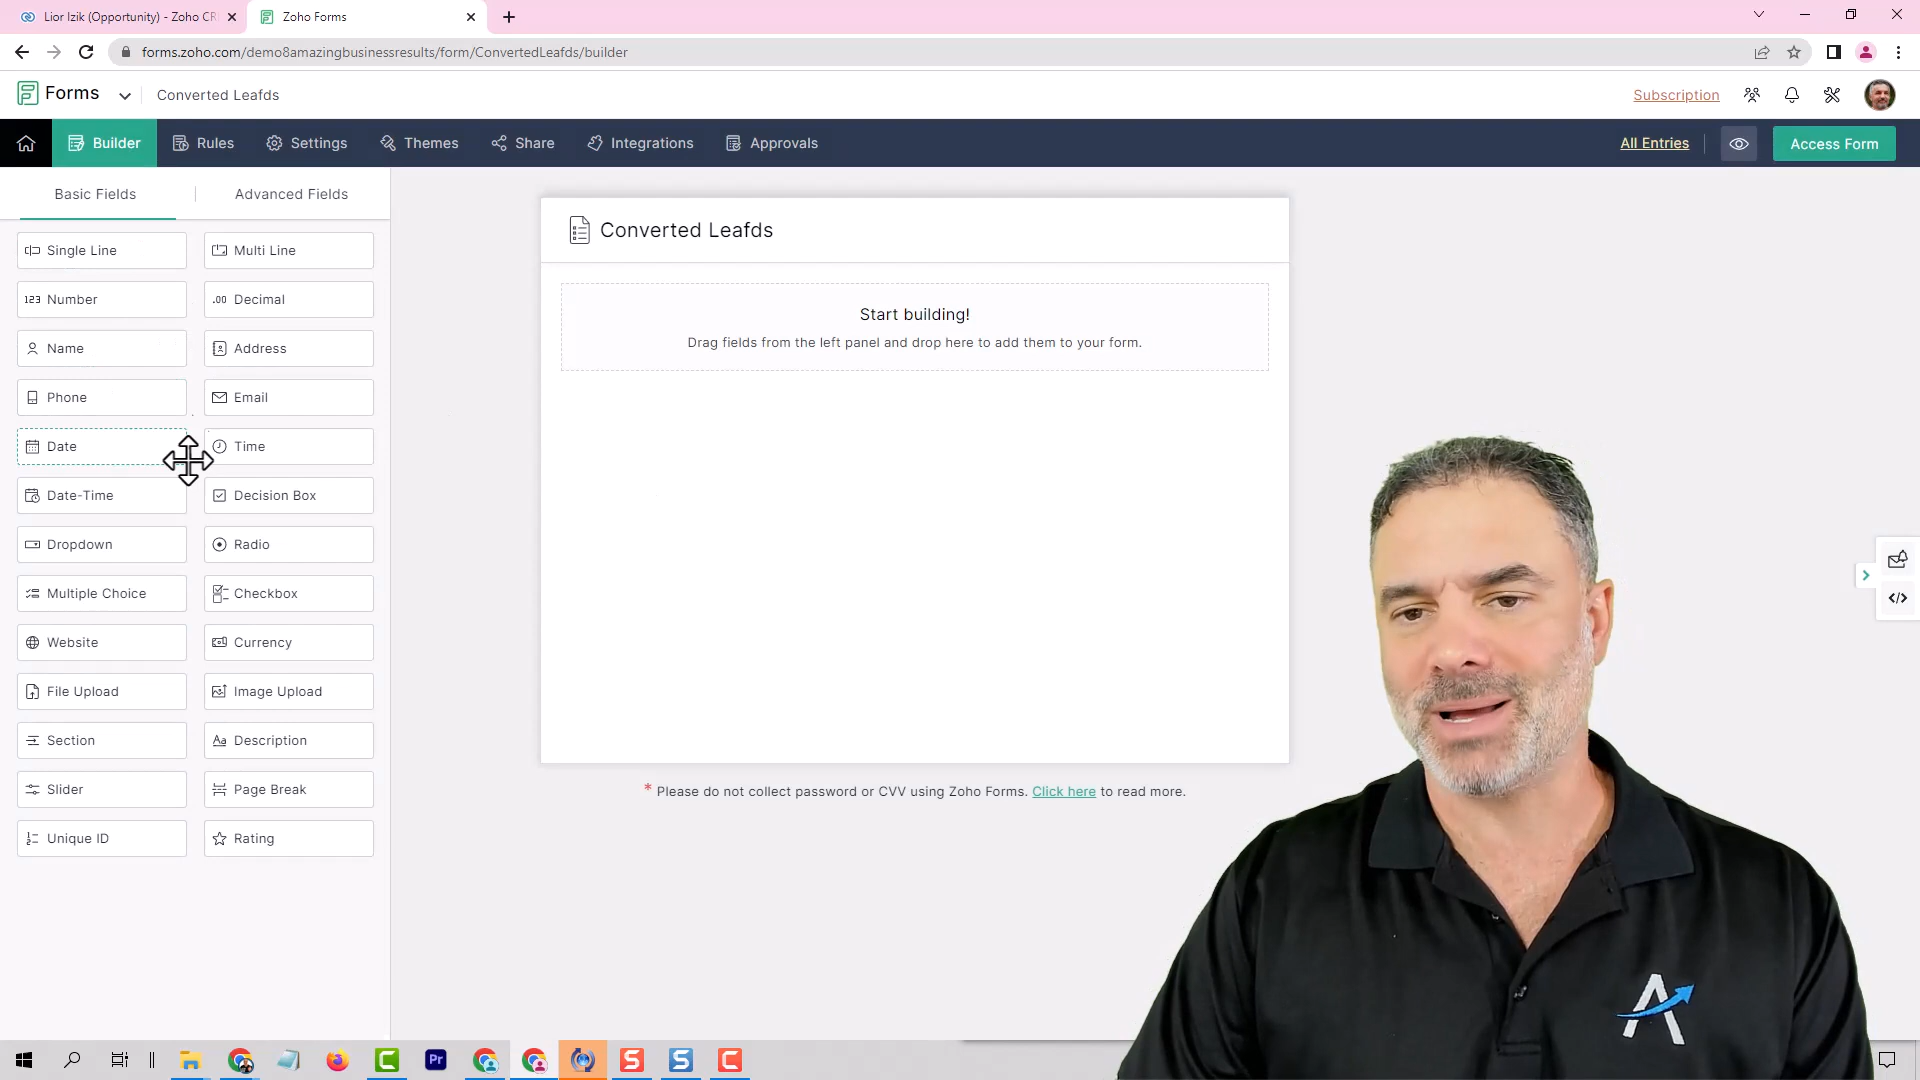 Lior Izik (Opportunity) - Zoho CR
Zoho Forms
forms.zoho.com/demo8amazingbusinessresults/form/ConvertedLeafds/builder
Forms
Converted Leafds
Subscription
Builder
Rules
Settings
Themes
Share
Integrations
Approvals
All Entries
Access Form
Basic Fields
Advanced Fields
Single Line
Multi Line
123 Number
.00 Decimal
Name
Address
Phone
Email
Date
Time
Date-Time
Decision Box
Dropdown
Radio
Multiple Choice
Checkbox
Website
Currency
File Upload
Image Upload
Section
Aa Description
Slider
Page Break
Unique ID
Rating
Converted Leafds
Start building!
Drag fields from the left panel and drop here to add them to your form.
* Please do not collect password or CVV using Zoho Forms. Click here to read more.
</>
Pr
S
S
C